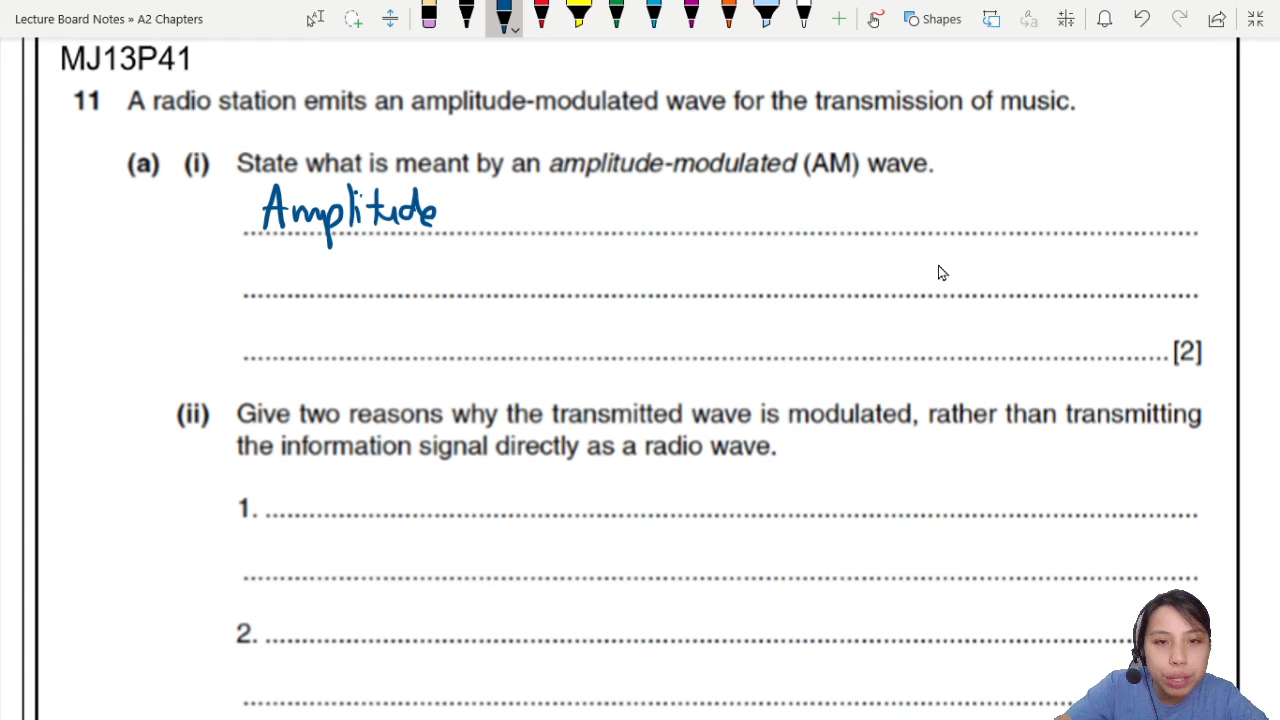 Lecture Board Notes » A2 Chapters
Shapes
MJ13P41
11 A radio station emits an amplitude-modulated wave for the transmission of music.
(a) (i) State what is meant by an amplitude-modulated (AM) wave.
Amplitude
[2]
(ii) Give two reasons why the transmitted wave is modulated, rather than transmitting
the information signal directly as a radio wave.
1.
2.